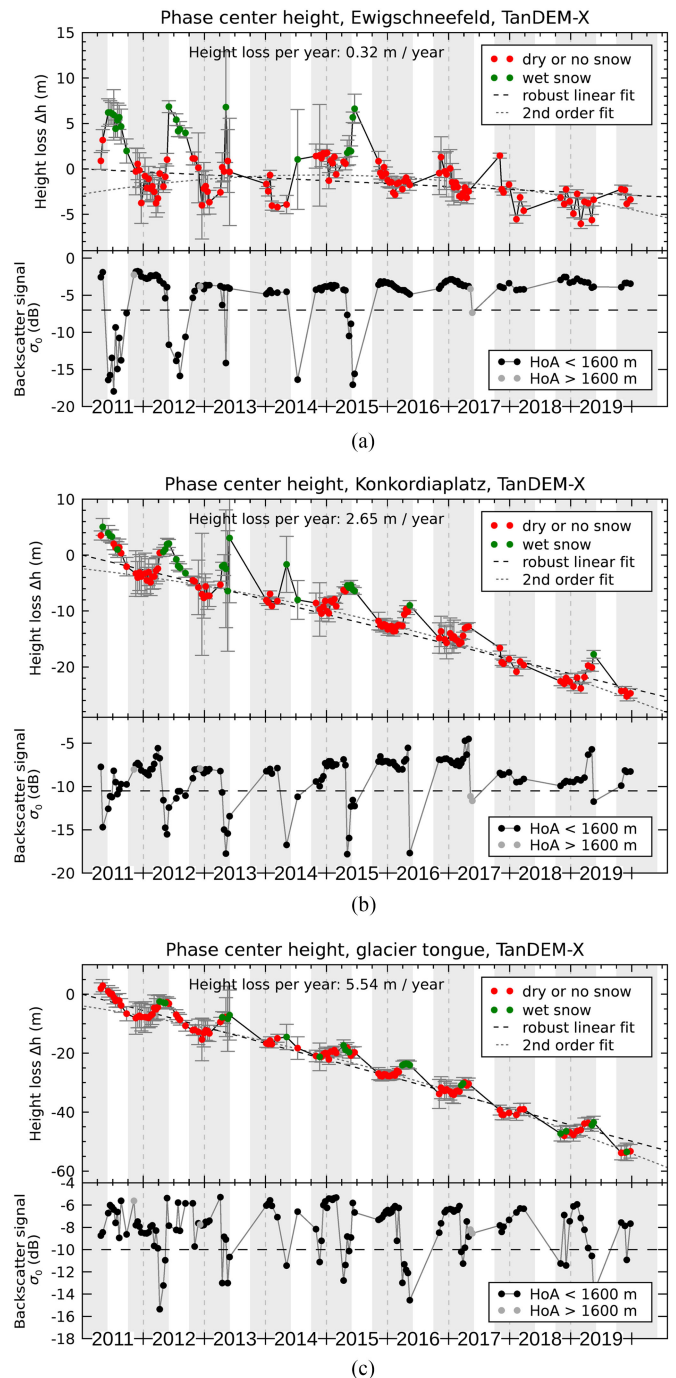 Phase center height, Ewigschneefeld, TanDEM-X
Height loss per year: 0.32 m / year
dry or no snow
wet snow
robust linear fit
2nd order fit
Height loss Δh (m)
15
10
5
0
−5
Backscatter signal
σ0 (dB)
0
−5
−10
−15
−20
HoA < 1600 m
HoA > 1600 m
2011 2012 2013 2014 2015 2016 2017 2018 2019
(a)
Phase center height, Konkordiaplatz, TanDEM-X
Height loss per year: 2.65 m / year
dry or no snow
wet snow
robust linear fit
2nd order fit
Height loss Δh (m)
10
0
−10
−20
Backscatter signal
σ0 (dB)
−5
−10
−15
−20
HoA < 1600 m
HoA > 1600 m
2011 2012 2013 2014 2015 2016 2017 2018 2019
(b)
Phase center height, glacier tongue, TanDEM-X
Height loss per year: 5.54 m / year
dry or no snow
wet snow
robust linear fit
2nd order fit
Height loss Δh (m)
0
−20
−40
−60
Backscatter signal
σ0 (dB)
−4
−6
−8
−10
−12
−14
−16
−18
HoA < 1600 m
HoA > 1600 m
2011 2012 2013 2014 2015 2016 2017 2018 2019
(c)